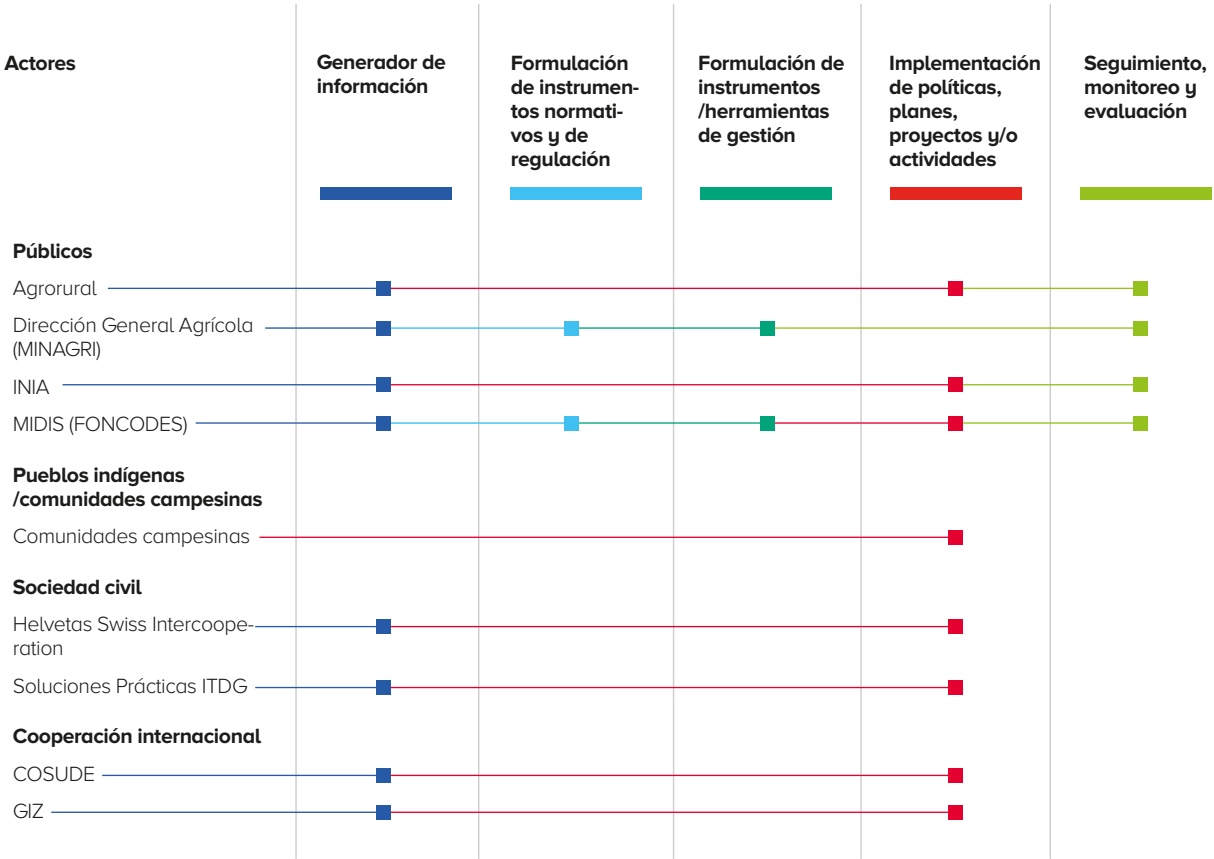 Actores
Generador de
información
Formulación
de instrumen-
tos normati-
vos y de
regulación
Formulación de
instrumentos
/herramientas
de gestión
Implementación
de políticas,
planes,
proyectos y/o
actividades
Seguimiento,
monitoreo y
evaluación
Públicos
Agrorural
Dirección General Agrícola
(MINAGRI)
INIA
MIDIS (FONCODES)
Pueblos indígenas
/comunidades campesinas
Comunidades campesinas
Sociedad civil
Helvetas Swiss Intercoope-
ration
Soluciones Prácticas ITDG
Cooperación internacional
COSUDE
GIZ